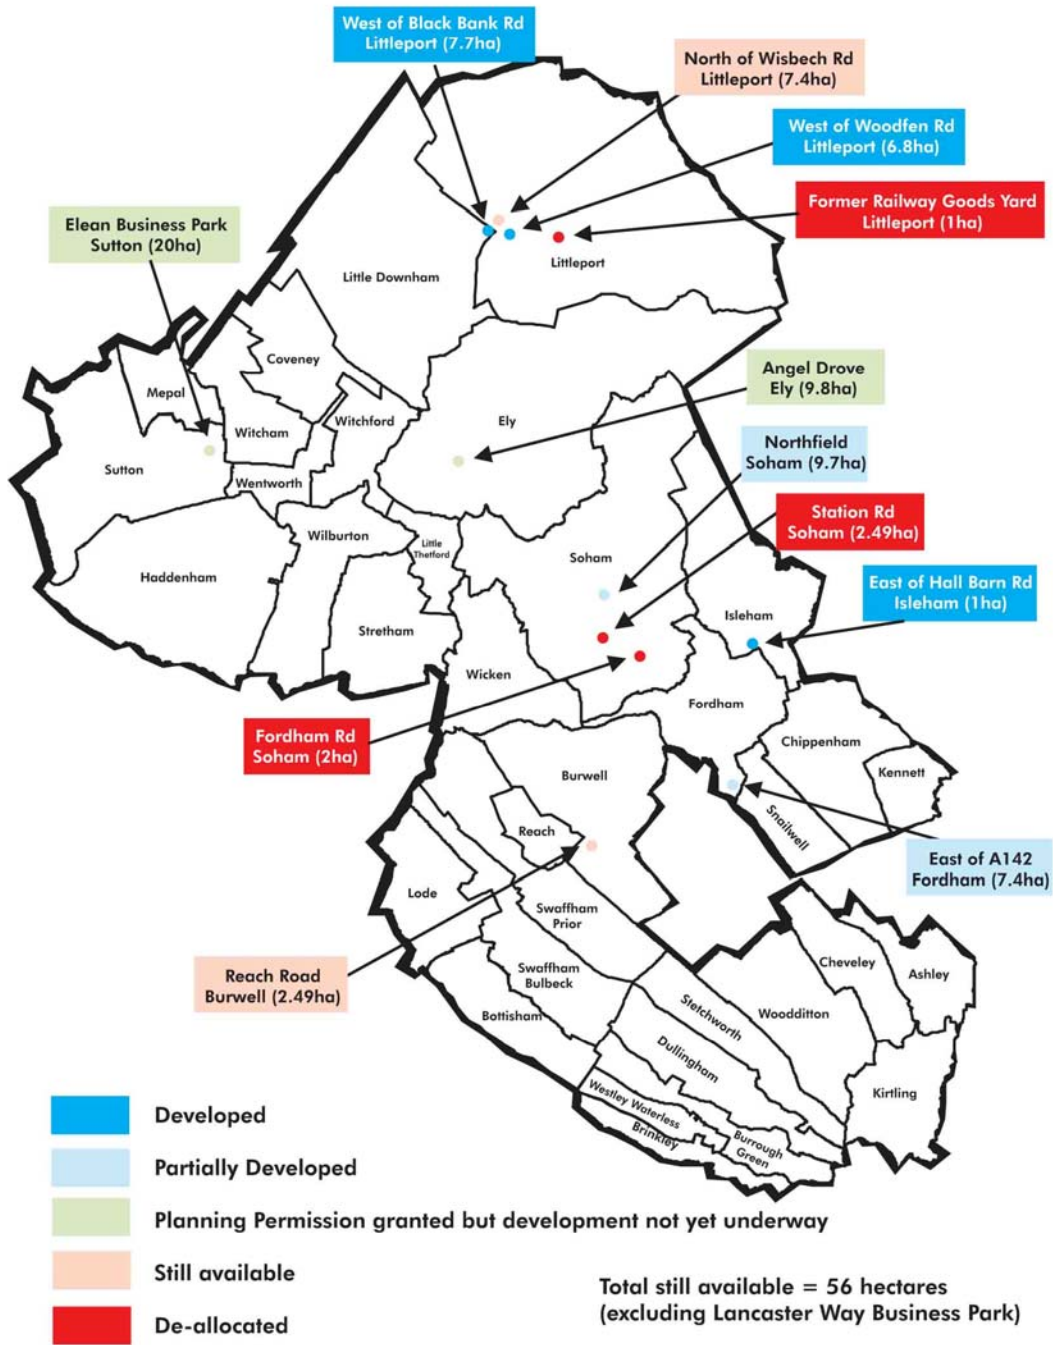 West of Black Bank Rd
Littleport (7.7ha)
North of Wisbech Rd
Littleport (7.4ha)
West of Woodfen Rd
Littleport (6.8ha)
Former Railway Goods Yard
Littleport (1ha)
Elean Business Park
Sutton (20ha)
Littleport
Little Downham
Coveney
Mepal
Witchford
Witcham
Ely
Angel Drove
Ely (9.8ha)
Northfield
Soham (9.7ha)
Sutton
Wentworth
Station Rd
Soham (2.49ha)
Wilburton
Little
Thetford
Soham
Haddenham
East of Hall Barn Rd
Isleham (1ha)
Isleham
Stretham
Wicken
Fordham
Fordham Rd
Soham (2ha)
Chippenham
Kennett
Burwell
Snailwell
Reach
East of A142
Fordham (7.4ha)
Lode
Swaffham
Prior
Cheveley
Ashley
Reach Road
Burwell (2.49ha)
Swaffham
Bulbeck
Stetchworth
Woodditton
Bottisham
Dullingham
Kirtling
Westley Waterless
Brinkley
Burrough
Green
Developed
Partially Developed
Planning Permission granted but development not yet underway
Still available
De-allocated
Total still available = 56 hectares
(excluding Lancaster Way Business Park)